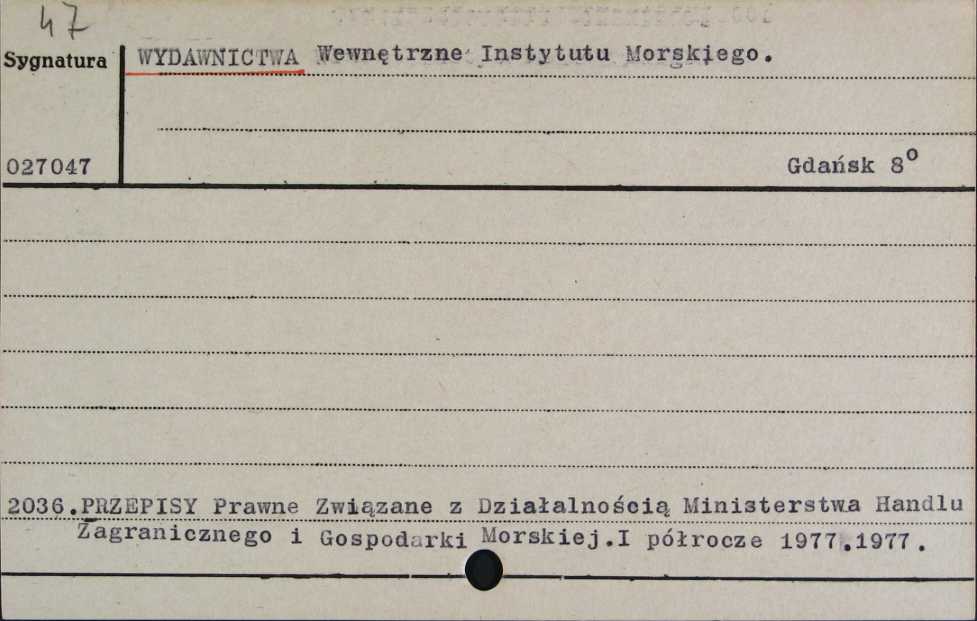 47
Sygnatura WYDAWNICTWA Wewnętrzne Instytutu Morskiego.
027047 Gdańsk 8°
2036.PRZEPISY Prawne Związane z Działalnością Ministerstwa Handlu
Zagranicznego i Gospodarki Morskiej.I półrocze 1977.1977.